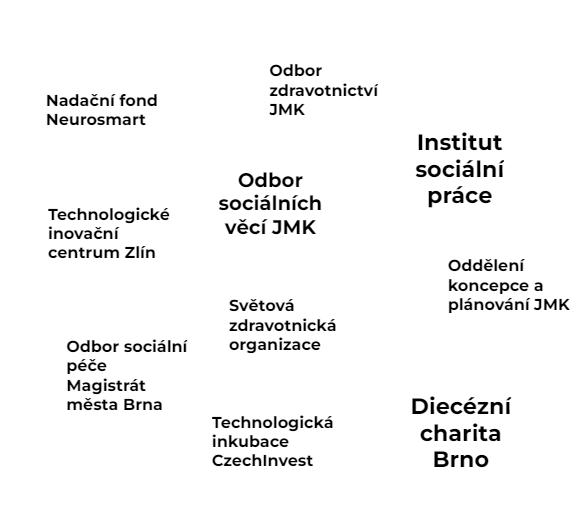 Odbor
zdravotnictví
JMK
Nadační fond
Neurosmart
Institut
sociální
práce
Odbor
sociálních
věcí JMK
Technologické
inovační
centrum Zlín
Oddělení
koncepce a
plánování JMK
Světová
zdravotnická
organizace
Odbor sociální
péče
Magistrát
města Brna
Diecézní
charita
Brno
Technologická
inkubace
CzechInvest